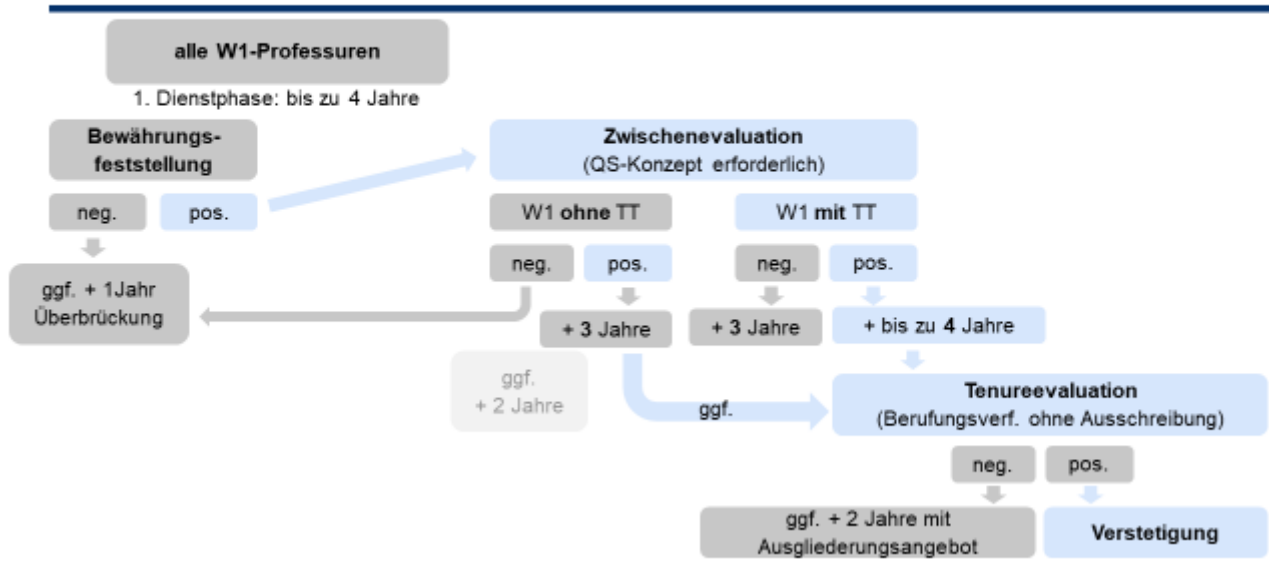 alle W1-Professuren
1. Dienstphase: bis zu 4 Jahre
Bewährungs-
feststellung
neg.
pos.
ggf. + 1Jahr
Überbrückung
Zwischenevaluation
(QS-Konzept erforderlich)
W1 ohne TT
W1 mit TT
neg.
pos.
neg.
pos.
+ 3 Jahre
+ 3 Jahre
+ bis zu 4 Jahre
ggf.
+ 2 Jahre
ggf.
Tenureevaluation
(Berufungsverf. ohne Ausschreibung)
neg.
pos.
ggf. + 2 Jahre mit
Ausgliederungsangebot
Verstetigung